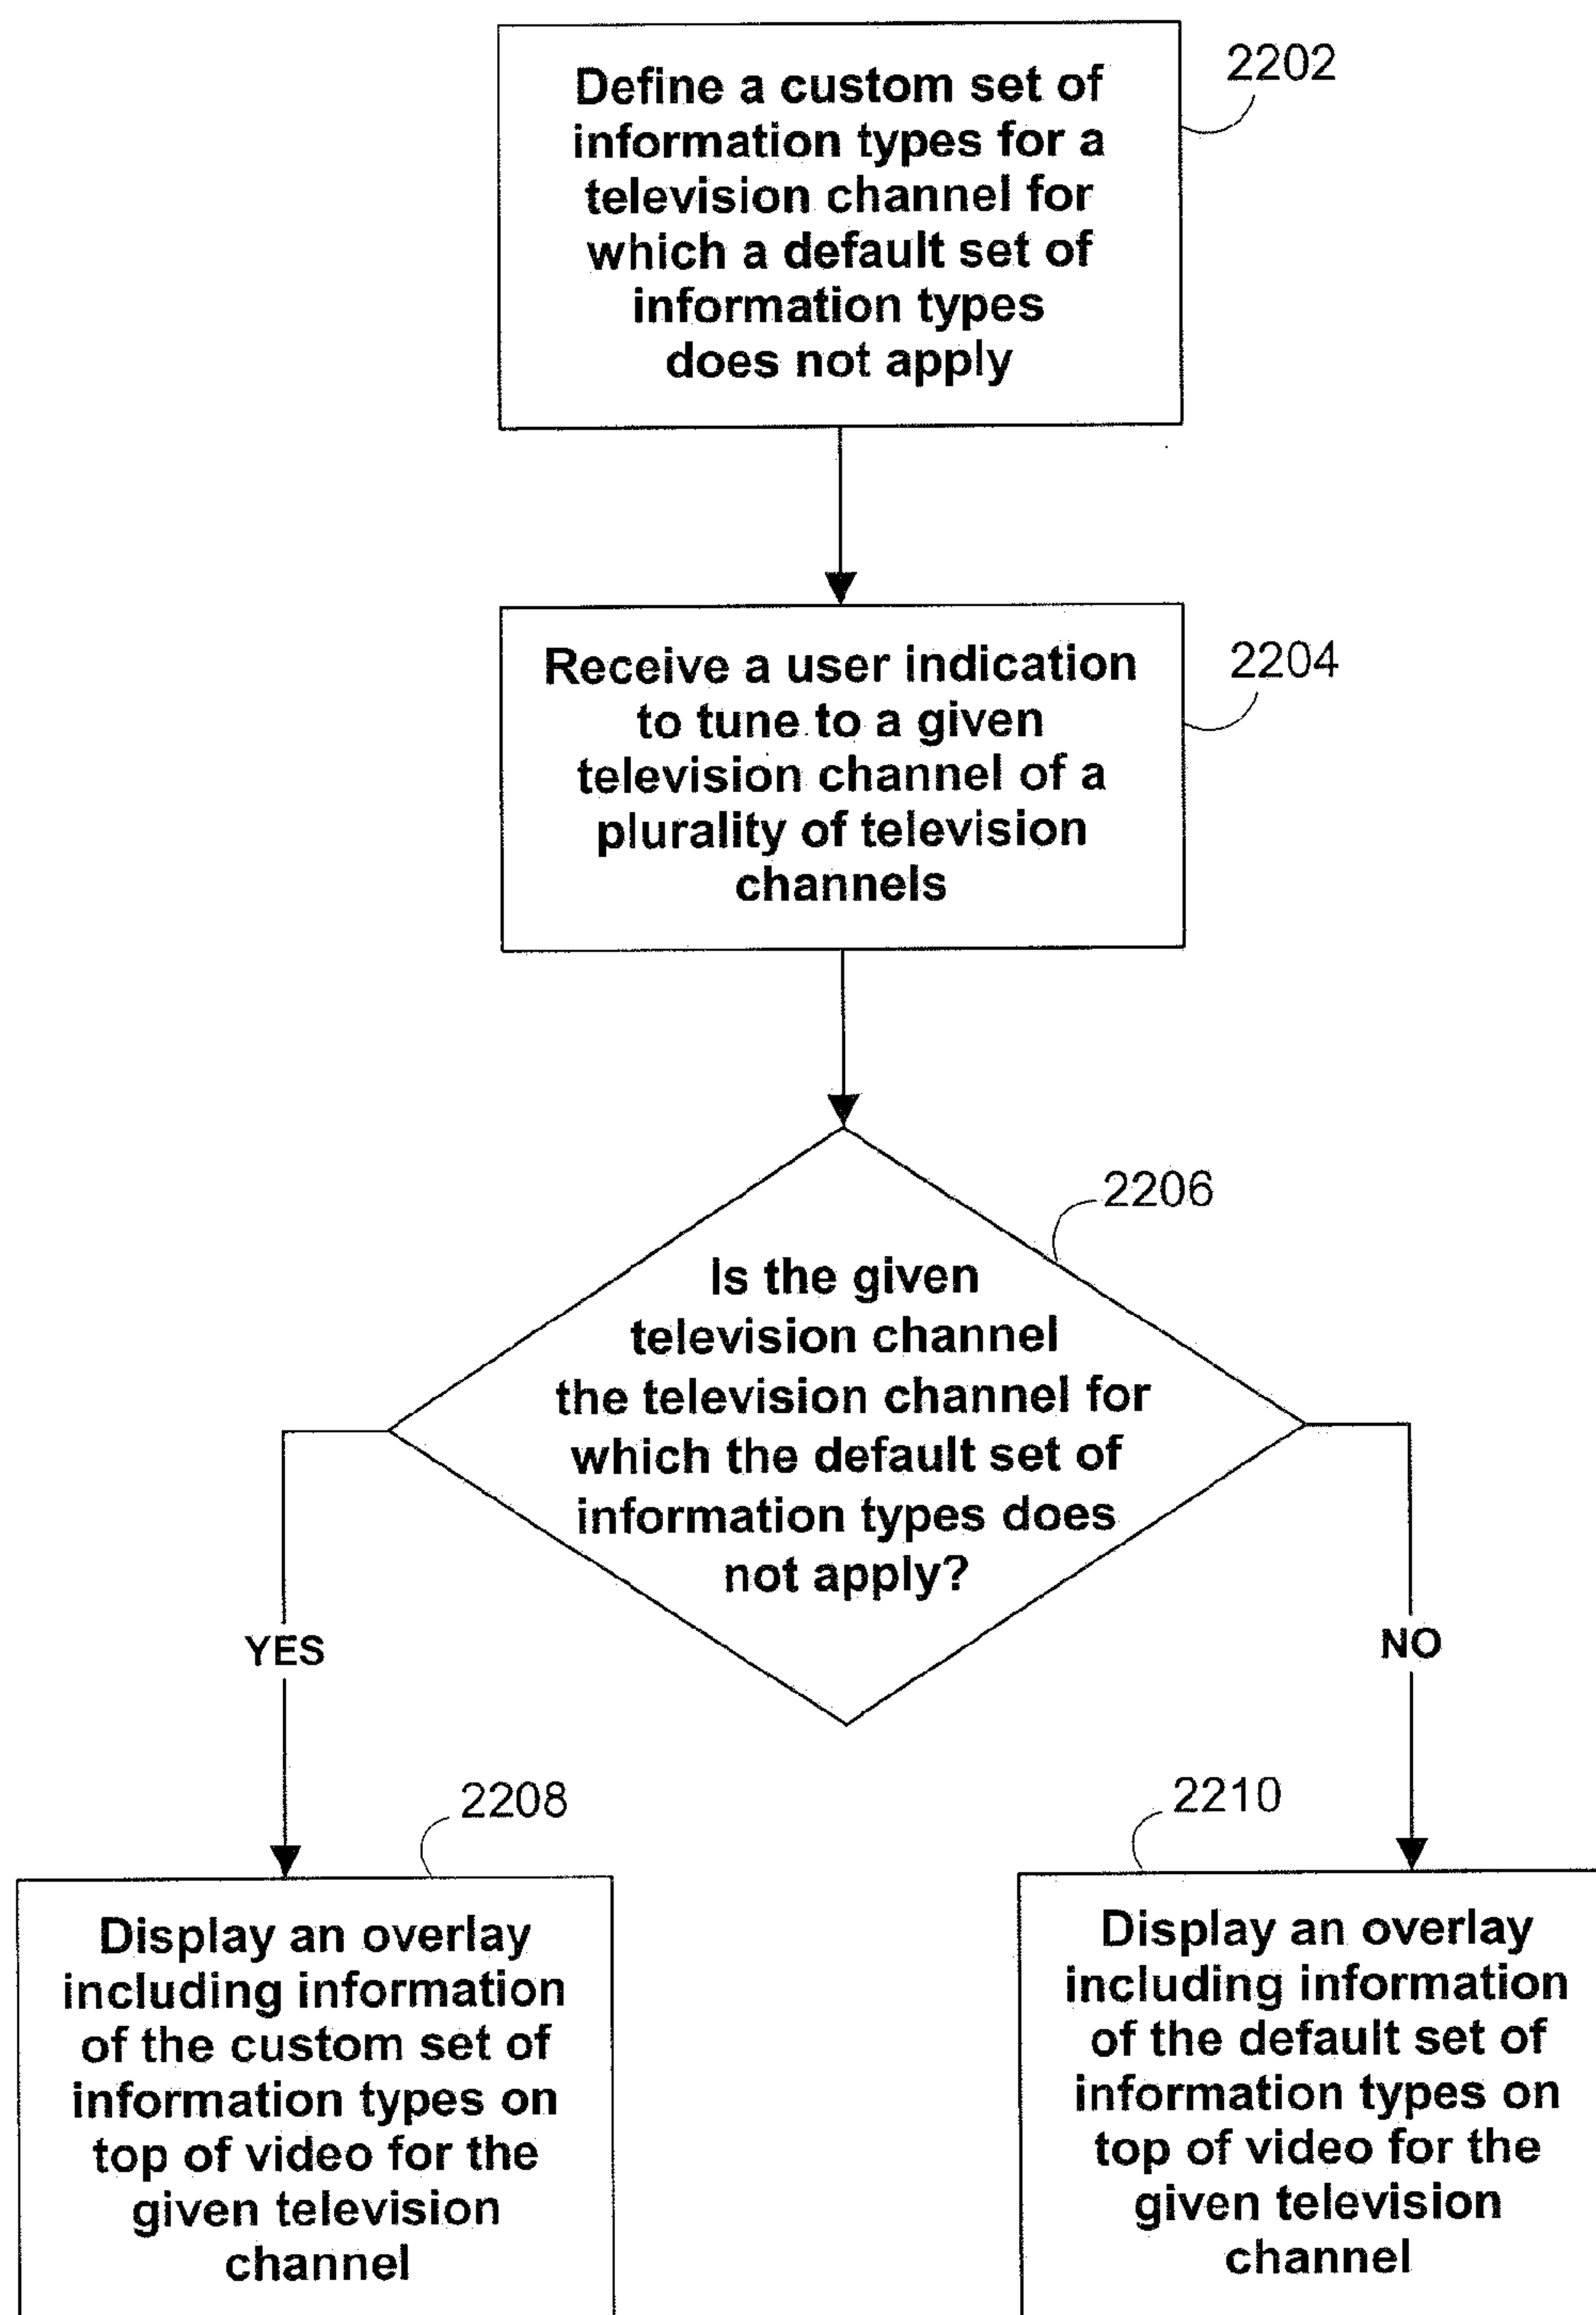 Define a custom set of
information types for a
television channel for
which a default set of
information types
does not apply
2202
Receive a user indication
to tune to a given
television channel of a
plurality of television
channels
2204
2206
Is the given
television channel
the television channel for
which the default set of
information types does
not apply?
YES
NO
2208
Display an overlay
including information
of the custom set of
information types on
top of video for the
given television
channel
2210
Display an overlay
including information
of the default set of
information types on
top of video for the
given television
channel